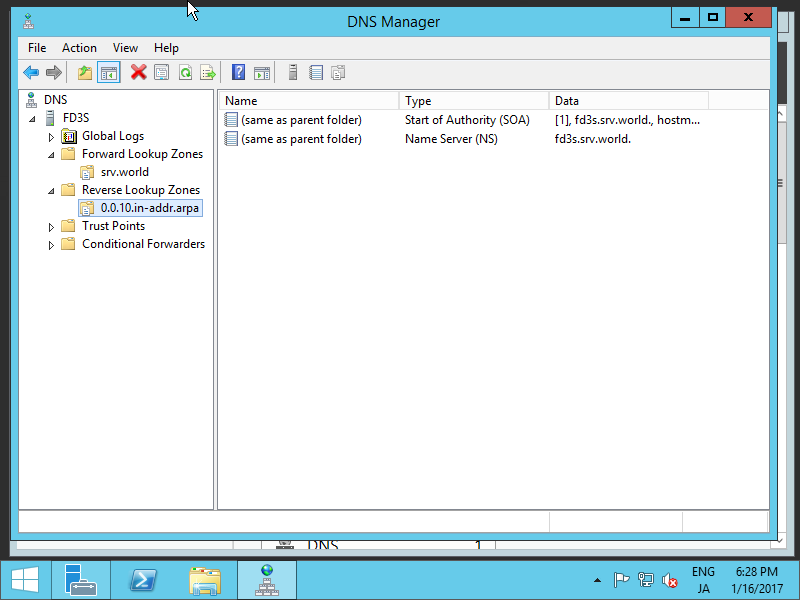 DNS Manager
File Action View Help
DNS
FD3S
Global Logs
Forward Lookup Zones
srv.world
Reverse Lookup Zones
0.0.10.in-addr.arpa
Trust Points
Conditional Forwarders
Name Type Data
(same as parent folder) Start of Authority (SOA) [1], fd3s.srv.world., hostm...
(same as parent folder) Name Server (NS) fd3s.srv.world.
DNS 1
ENG 6:28 PM
JA 1/16/2017